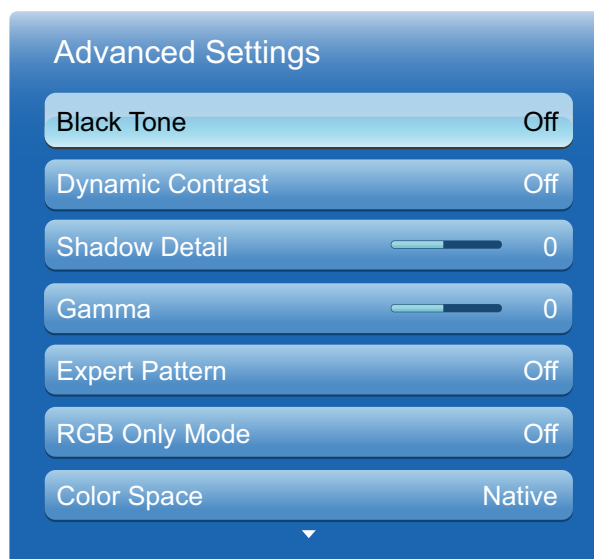 Advanced Settings
Black Tone Off
Dynamic Contrast Off
Shadow Detail 0
Gamma 0
Expert Pattern Off
RGB Only Mode Off
Color Space Native